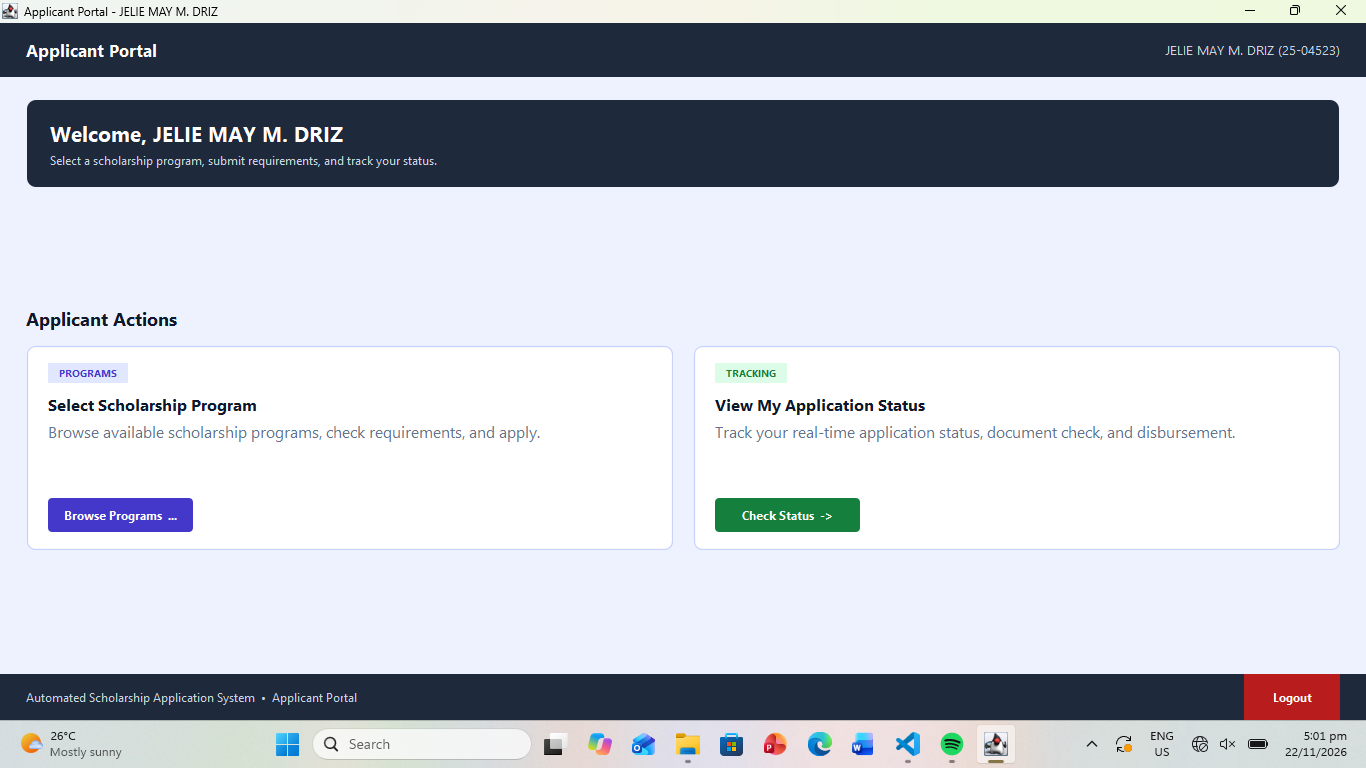 Applicant Portal - JELIE MAY M. DRIZ
Applicant Portal
JELIE MAY M. DRIZ (25-04523)
Welcome, JELIE MAY M. DRIZ
Select a scholarship program, submit requirements, and track your status.
Applicant Actions
PROGRAMS
Select Scholarship Program
Browse available scholarship programs, check requirements, and apply.
Browse Programs ...
TRACKING
View My Application Status
Track your real-time application status, document check, and disbursement.
Check Status ->
Automated Scholarship Application System • Applicant Portal
Logout
26°C
Mostly sunny
Search
ENG
US
5:01 pm
22/11/2026